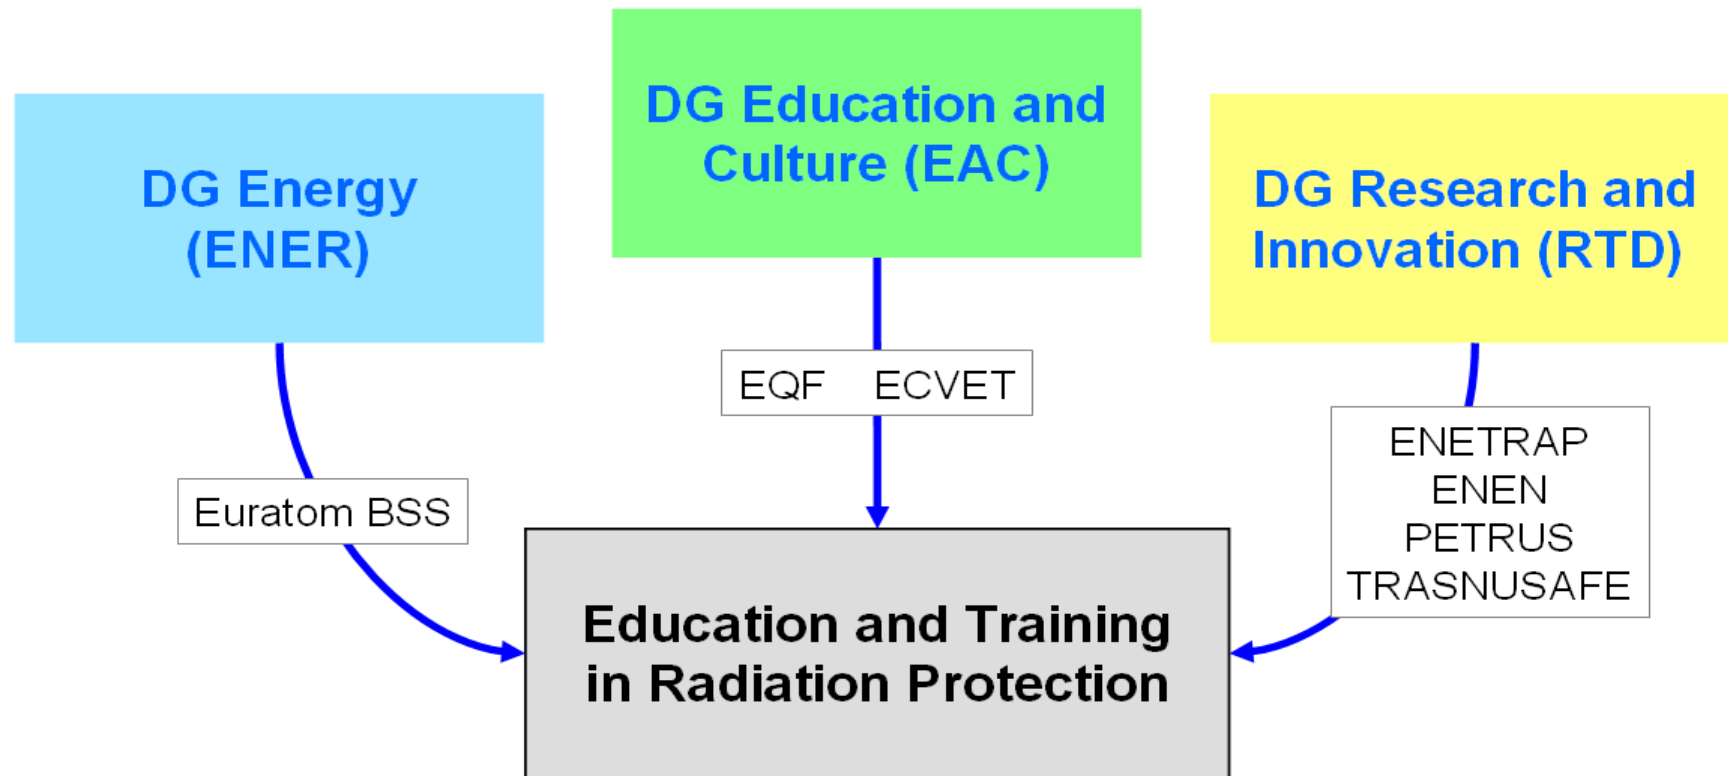 DG Energy
(ENER)
DG Education and
Culture (EAC)
DG Research and
Innovation (RTD)
Euratom BSS
EQF ECVET
ENETRAP
ENEN
PETRUS
TRASNUSAFE
Education and Training
in Radiation Protection